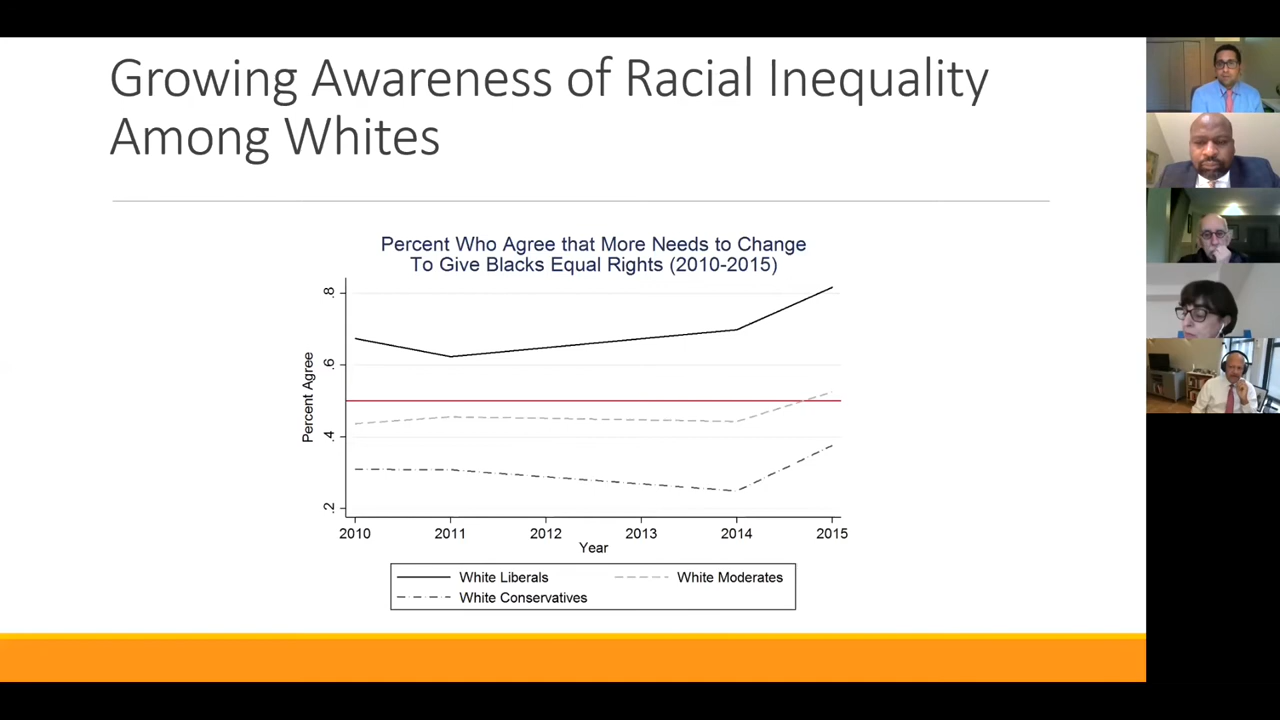 Growing Awareness of Racial Inequality
Among Whites
Percent Who Agree that More Needs to Change
To Give Blacks Equal Rights (2010-2015)
.8
.6
.4
.2
Percent Agree
2010 2011 2012 2013 2014 2015
Year
White Liberals White Moderates
White Conservatives